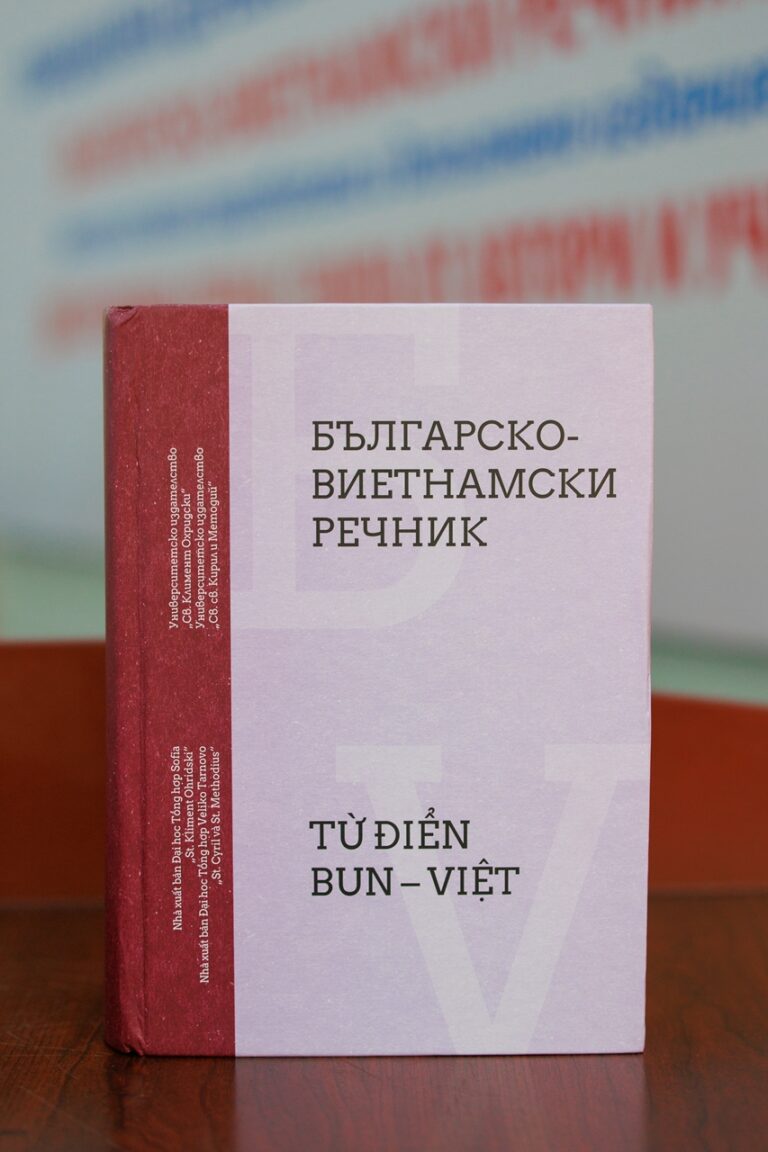 БЪЛГАРСКО-
ВИЕТНАМСКИ
РЕЧНИК
ТỪ ĐIỂN
BUN – VIỆT
Университетско издателство
„Св. Климент Охридски“
Университетско издателство
„Св. св. Кирил и Методий“
Nhà xuất bản Đại học Tổng hợp Sofia
„St. Kliment Ohridski“
Nhà xuất bản Đại học Tổng hợp Veliko Tarnovo
„St. Cyril và St. Methodius“
Б
V